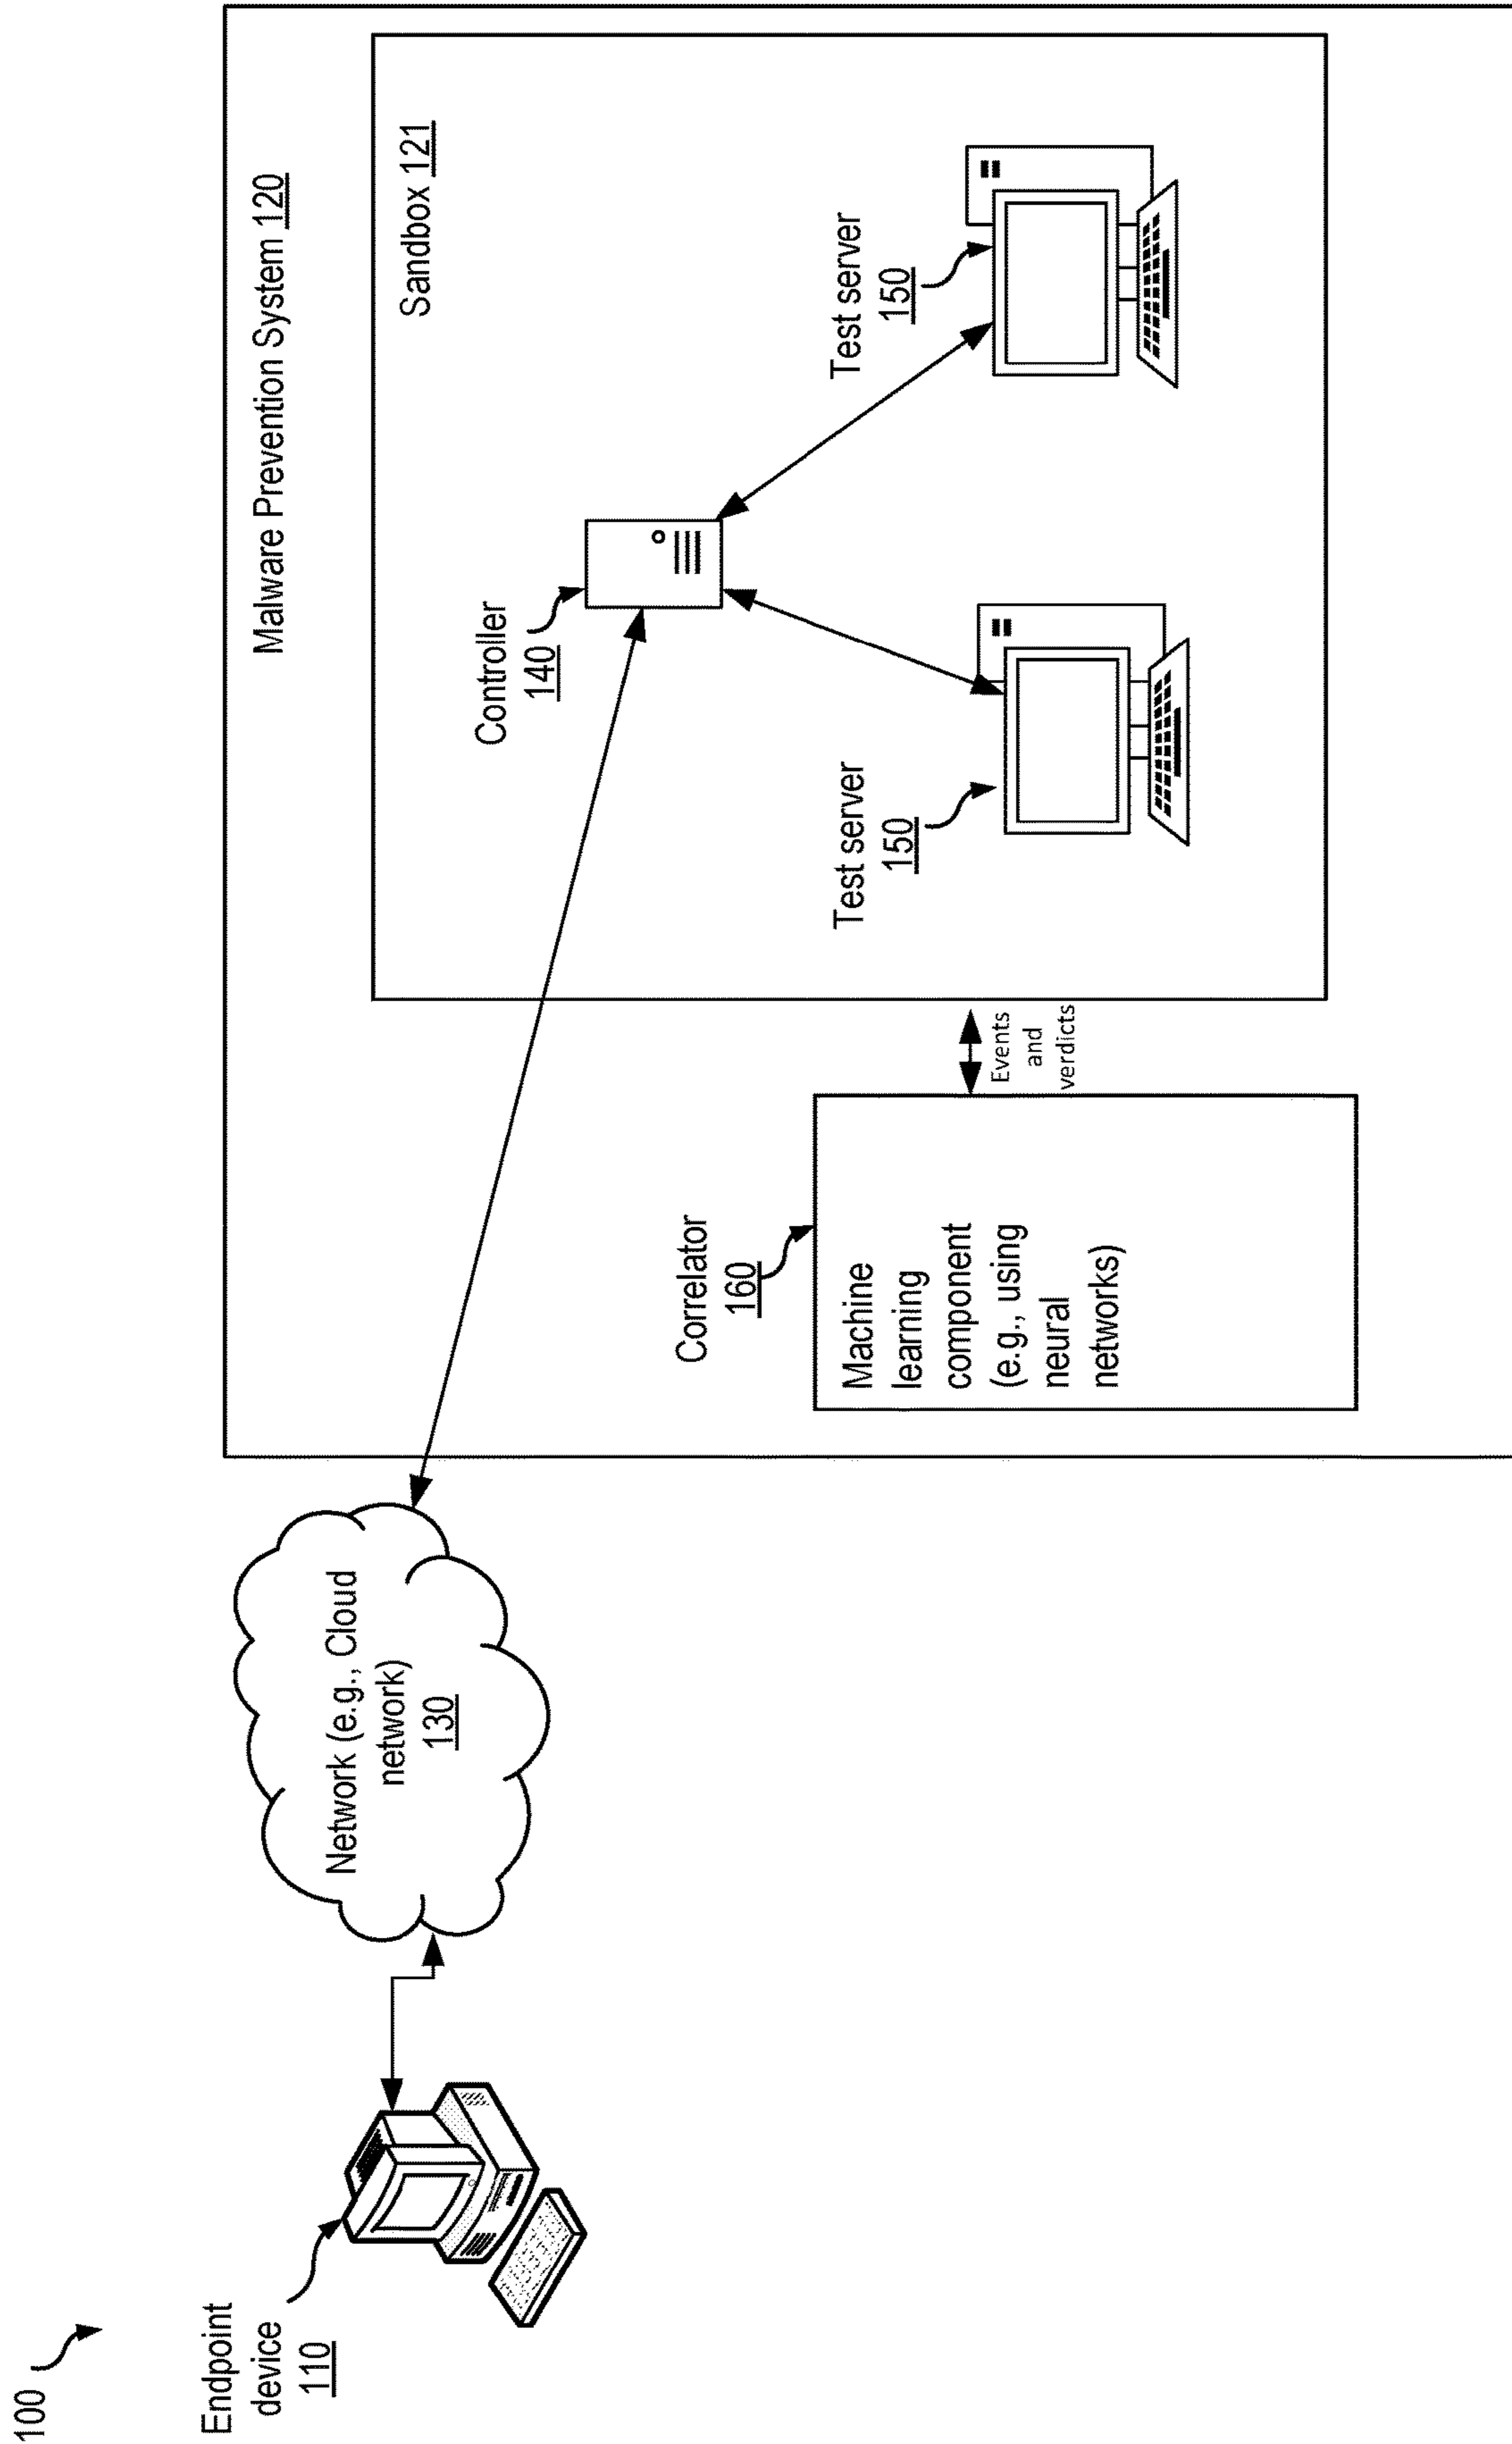 100
Endpoint
device
110
Network (e.g., Cloud
network)
130
Malware Prevention System 120
Sandbox 121
Controller
140
Test server
150
Test server
150
Correlator
160
Machine
learning
component
(e.g., using
neural
networks)
Events
and
verdicts